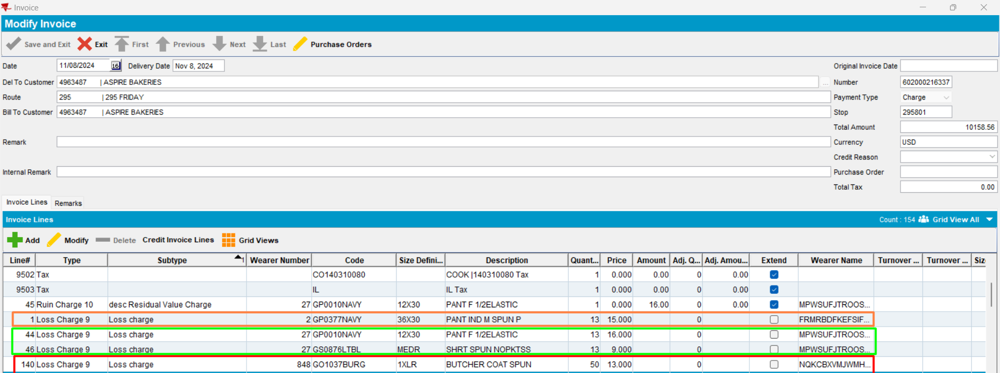 Invoice
Modify Invoice
Save and Exit Exit First Previous Next Last Purchase Orders
Date 11/08/2024 16 Delivery Date Nov 8, 2024 Original Invoice Date
Del To Customer 4963487 | ASPIRE BAKERIES ... Number 602000216337
Route 295 | 295 FRIDAY Payment Type Charge
Bill To Customer 4963487 | ASPIRE BAKERIES Stop 295801
Total Amount 10158.56
Remark Currency USD
Credit Reason
Internal Remark Purchase Order
Total Tax 0.00
Invoice Lines Remarks
Invoice Lines Count : 154 Grid View All
Add Modify Delete Credit Invoice Lines Grid Views
Line# Type Subtype 1 Wearer Number Code Size Defini... Description Quant... Price Amount Adj. Q... Adj. Amou... Extend Wearer Name Turnover ... Turnover ... Siz
9502 Tax CO140310080 COOK |140310080 Tax 1 0.000 0.00 0 0.00
9503 Tax IL IL Tax 1 0.000 0.00 0 0.00
45 Ruin Charge 10 desc Residual Value Charge 27 GP0010NAVY 12X30 PANT F 1/2ELASTIC 1 0.000 16.00 0 0.00 MPWSUFJTROOS...
1 Loss Charge 9 Loss charge 2 GP0377NAVY 36X30 PANT IND M SPUN P 13 15.000 0 FRMRBDFKEFSIF...
44 Loss Charge 9 Loss charge 27 GP0010NAVY 12X30 PANT F 1/2ELASTIC 13 16.000 0 MPWSUFJTROOS...
46 Loss Charge 9 Loss charge 27 GS0876LTBL MEDR SHRT SPUN NOPKTSS 13 9.000 0 MPWSUFJTROOS...
140 Loss Charge 9 Loss charge 848 GO1037BURG 1XLR BUTCHER COAT SPUN 50 13.000 0 NQKCBXVMJWMH...